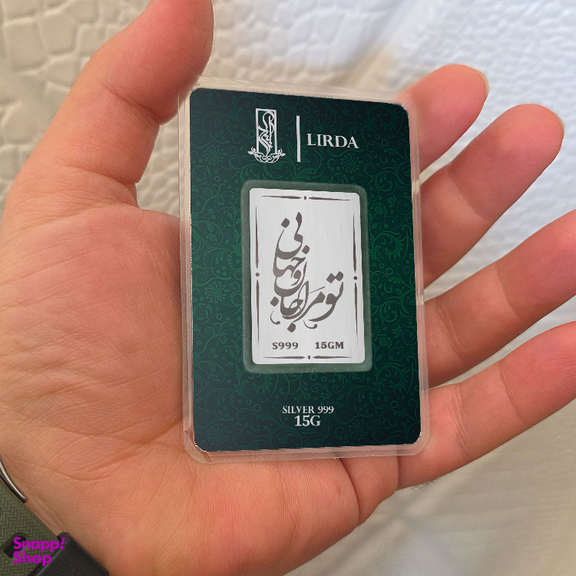 LIRDA
تو مرا جان و جهانی
S999 15GM
SILVER 999
15G
Snapp!
Shop